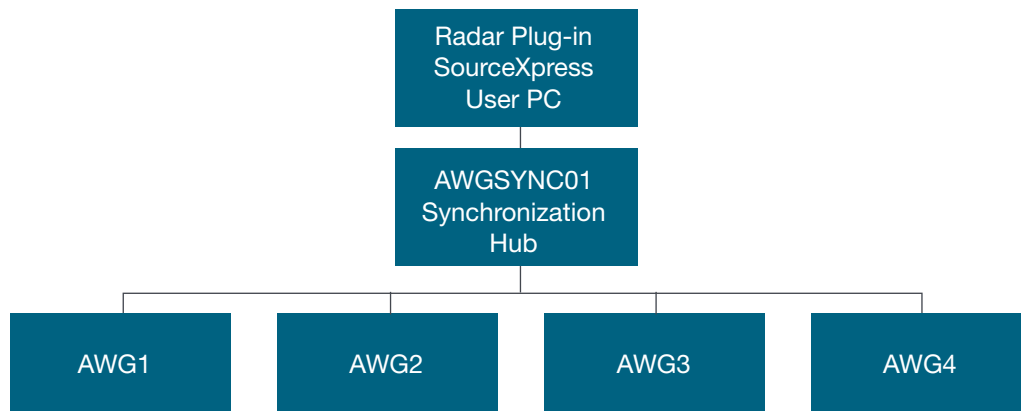 Radar Plug-in
SourceXpress
User PC
AWGSYNC01
Synchronization
Hub
AWG1
AWG2
AWG3
AWG4